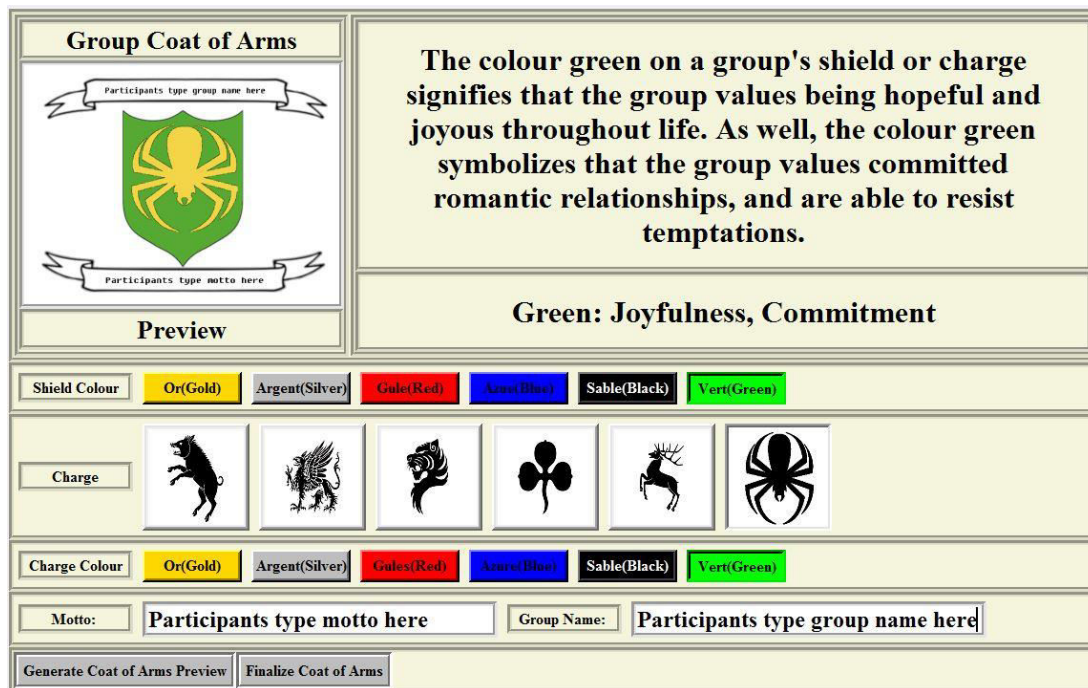 Group Coat of Arms
Participants type group name here
Participants type motto here
Preview
The colour green on a group's shield or charge
signifies that the group values being hopeful and
joyous throughout life. As well, the colour green
symbolizes that the group values committed
romantic relationships, and are able to resist
temptations.
Green: Joyfulness, Commitment
Shield Colour Or(Gold) Argent(Silver) Gule(Red) Azure(Blue) Sable(Black) Vert(Green)
Charge
Charge Colour Or(Gold) Argent(Silver) Gules(Red) Azure(Blue) Sable(Black) Vert(Green)
Motto: Participants type motto here Group Name: Participants type group name here
Generate Coat of Arms Preview Finalize Coat of Arms